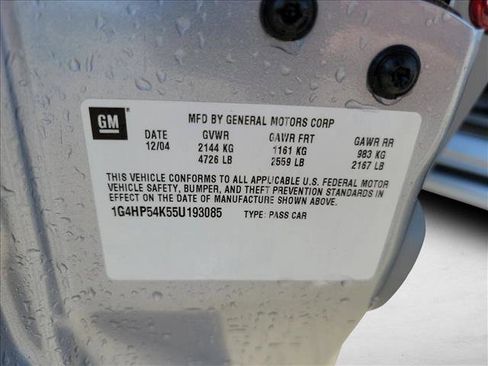 GM
MFD BY GENERAL MOTORS CORP
DATE GVWR GAWR FRT GAWR RR
12/04 2144 KG 1161 KG 983 KG
4726 LB 2559 LB 2167 LB
THIS VEHICLE CONFORMS TO ALL APPLICABLE U.S. FEDERAL MOTOR
VEHICLE SAFETY, BUMPER, AND THEFT PREVENTION STANDARDS IN
EFFECT ON THE DATE OF MANUFACTURE SHOWN ABOVE.
1G4HP54K55U193085 TYPE: PASS CAR